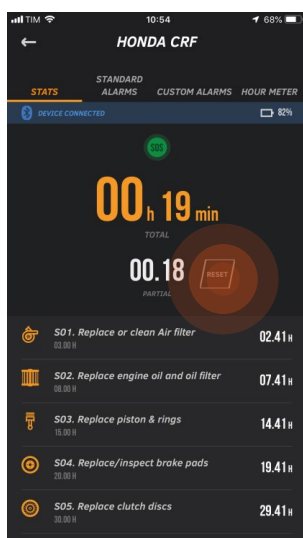 TIM 10:54 68%
HONDA CRF
STATS STANDARD ALARMS CUSTOM ALARMS HOUR METER
DEVICE CONNECTED 82%
SOS
00 h 19 min
TOTAL
00.18 RESET
PARTIAL
S01. Replace or clean Air filter 02.41 H
03.00 H
S02. Replace engine oil and oil filter 07.41 H
08.00 H
S03. Replace piston & rings 14.41 H
15.00 H
S04. Replace/inspect brake pads 19.41 H
20.00 H
S05. Replace clutch discs 29.41 H
30.00 H